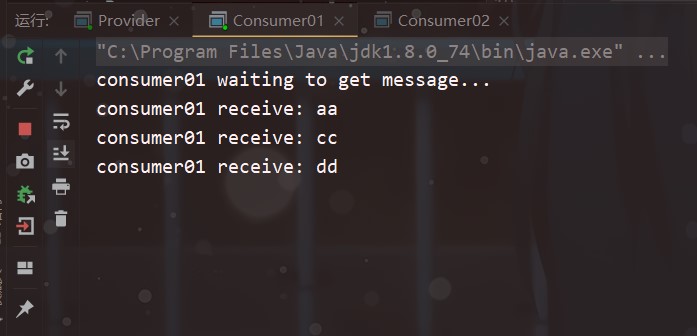 运行: Provider Consumer01 Consumer02
"C:\Program Files\Java\jdk1.8.0_74\bin\java.exe" ...
consumer01 waiting to get message...
consumer01 receive: aa
consumer01 receive: cc
consumer01 receive: dd